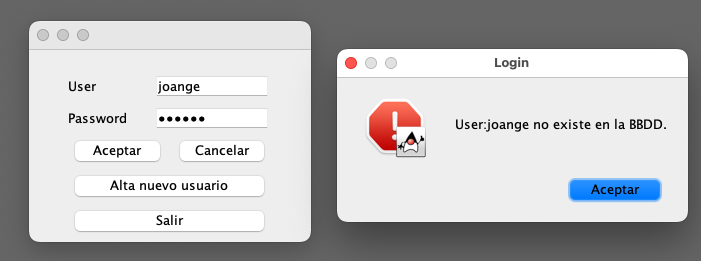 User joange
Password ••••••
Aceptar Cancelar
Alta nuevo usuario
Salir
Login
User:joange no existe en la BBDD.
Aceptar